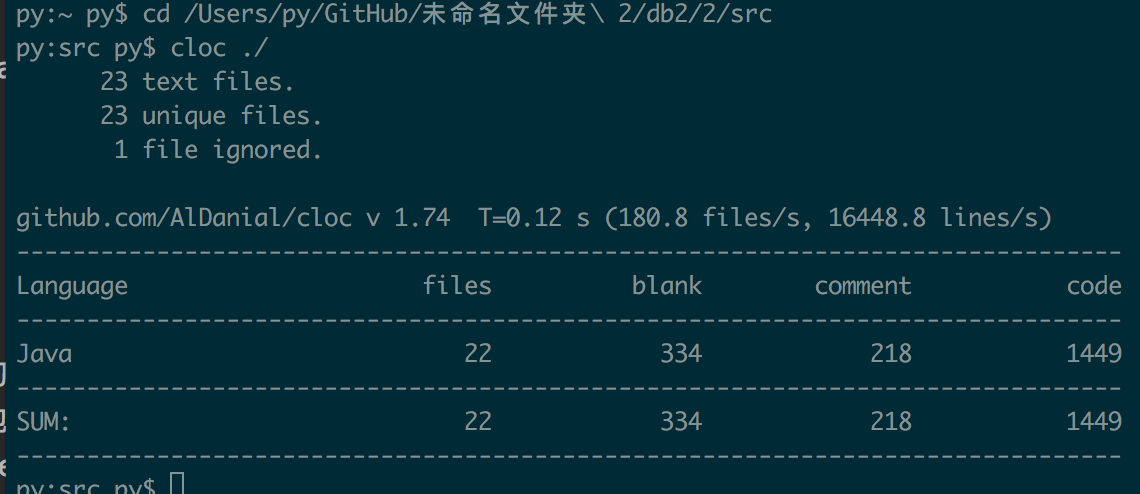 py:~ py$ cd /Users/py/GitHub/未命名文件夹\ 2/db2/2/src
py:src py$ cloc ./
      23 text files.
      23 unique files.
       1 file ignored.
github.com/AlDanial/cloc v 1.74  T=0.12 s (180.8 files/s, 16448.8 lines/s)
-------------------------------------------------------------------------------
Language                     files          blank        comment           code
-------------------------------------------------------------------------------
Java                            22            334            218           1449
-------------------------------------------------------------------------------
SUM:                            22            334            218           1449
-------------------------------------------------------------------------------
py:src py$